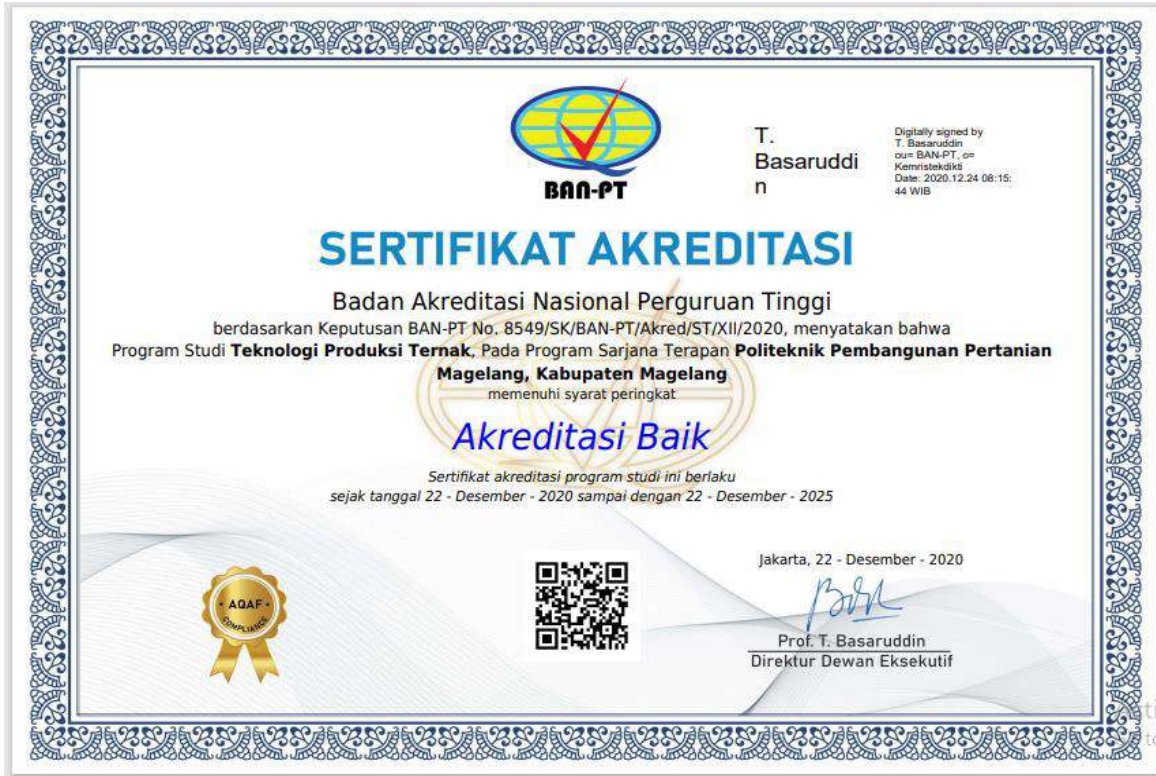 BAN-PT
T.
Basaruddi
n
Digitally signed by
T. Basaruddin
ou= BAN-PT, o=
Kemristekdikti
Date: 2020.12.24 08:15:
44 WIB
SERTIFIKAT AKREDITASI
Badan Akreditasi Nasional Perguruan Tinggi
berdasarkan Keputusan BAN-PT No. 8549/SK/BAN-PT/Akred/ST/XII/2020, menyatakan bahwa
Program Studi Teknologi Produksi Ternak, Pada Program Sarjana Terapan Politeknik Pembangunan Pertanian
Magelang, Kabupaten Magelang
memenuhi syarat peringkat
Akreditasi Baik
Sertifikat akreditasi program studi ini berlaku
sejak tanggal 22 - Desember - 2020 sampai dengan 22 - Desember - 2025
Jakarta, 22 - Desember - 2020
AQAF
COMPLIANCE
Prof. T. Basaruddin
Direktur Dewan Eksekutif